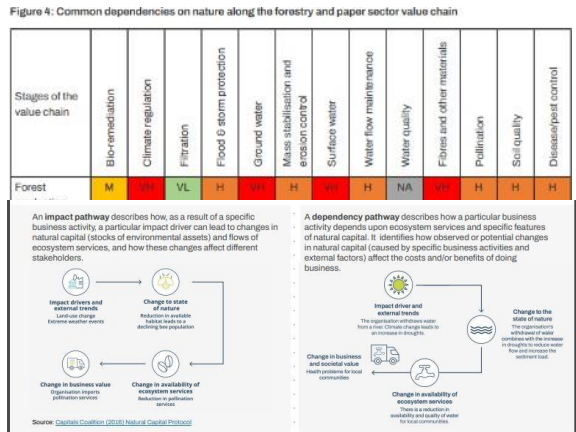 Figure 4: Common dependencies on nature along the forestry and paper sector value chain
Stages of the
value chain
Bio-remediation
Climate regulation
Filtration
Flood & storm protection
Ground water
Mass stabilisation and
erosion control
Surface water
Water flow maintenance
Water quality
Fibres and other materials
Pollination
Soil quality
Disease/pest control
Forest
M VH VL H VH H VH H NA VH H H H
An impact pathway describes how, as a result of a specific
business activity, a particular impact driver can lead to changes in
natural capital (stocks of environmental assets) and flows of
ecosystem services, and how these changes affect different
stakeholders.
Impact drivers and
external trends
Land-use change
Extreme weather events
Change to state
of nature
Reduction in available
habitat leads to a
declining bee population
Change in business value
Organisation imports
pollination services
Change in availability of
ecosystem services
Reduction in pollination
services
Source: Capitals Coalition (2016) Natural Capital Protocol
A dependency pathway describes how a particular business
activity depends upon ecosystem services and specific features
of natural capital. It identifies how observed or potential changes
in natural capital (caused by specific business activities and
external factors) affect the costs and/or benefits of doing
business.
Impact driver and
external trends
The organisation withdraws water
from a river. Climate change leads to
an increase in droughts.
Change to the
state of nature
The organisation's
withdrawal of water
combines with the increase
in droughts to reduce water
flow and increase the
sediment load.
Change in business
and societal value
Health problems for local
communities
Change in availability of
ecosystem services
There is a reduction in
availability and quality of water
for local communities.